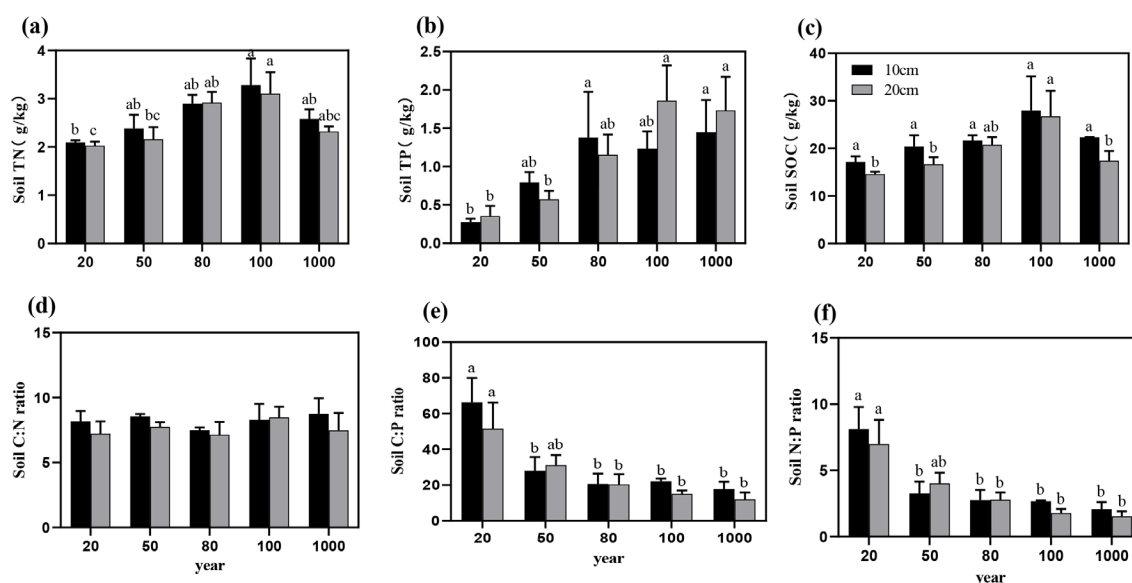 (a)
Soil TN( g/kg)
4
3
2
1
0
b c ab bc ab ab a a ab abc
20 50 80 100 1000
(b)
Soil TP( g/kg)
2.5
2.0
1.5
1.0
0.5
0.0
b b ab b a ab ab a a a
20 50 80 100 1000
(c)
Soil SOC( g/kg)
40
30
20
10
0
10cm
20cm
a b a b a ab a a a b
20 50 80 100 1000
(d)
Soil C:N ratio
15
10
5
0
20 50 80 100 1000
year
(e)
Soil C:P ratio
100
80
60
40
20
0
a a b ab b b b b b b
20 50 80 100 1000
year
(f)
Soil N:P ratio
15
10
5
0
a a b ab b b b b b b
20 50 80 100 1000
year